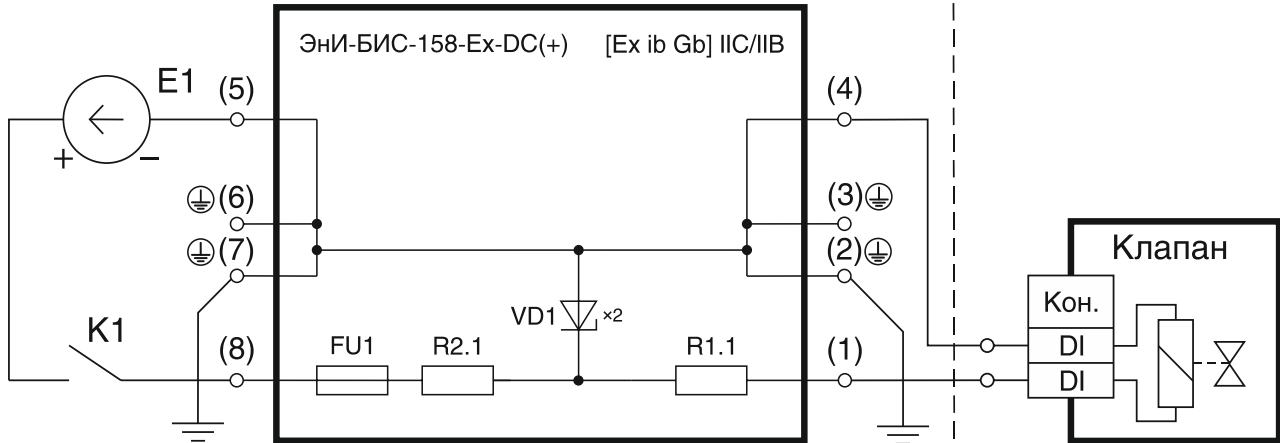 ЭнИ-БИС-158-Ex-DC(+) [Ex ib Gb] IIC/IIB
E1
(5)
(4)
+
−
(6)
(3)
(7)
(2)
Клапан
Кон.
VD1 ×2
K1
(8)
FU1
R2.1
R1.1
(1)
DI
DI